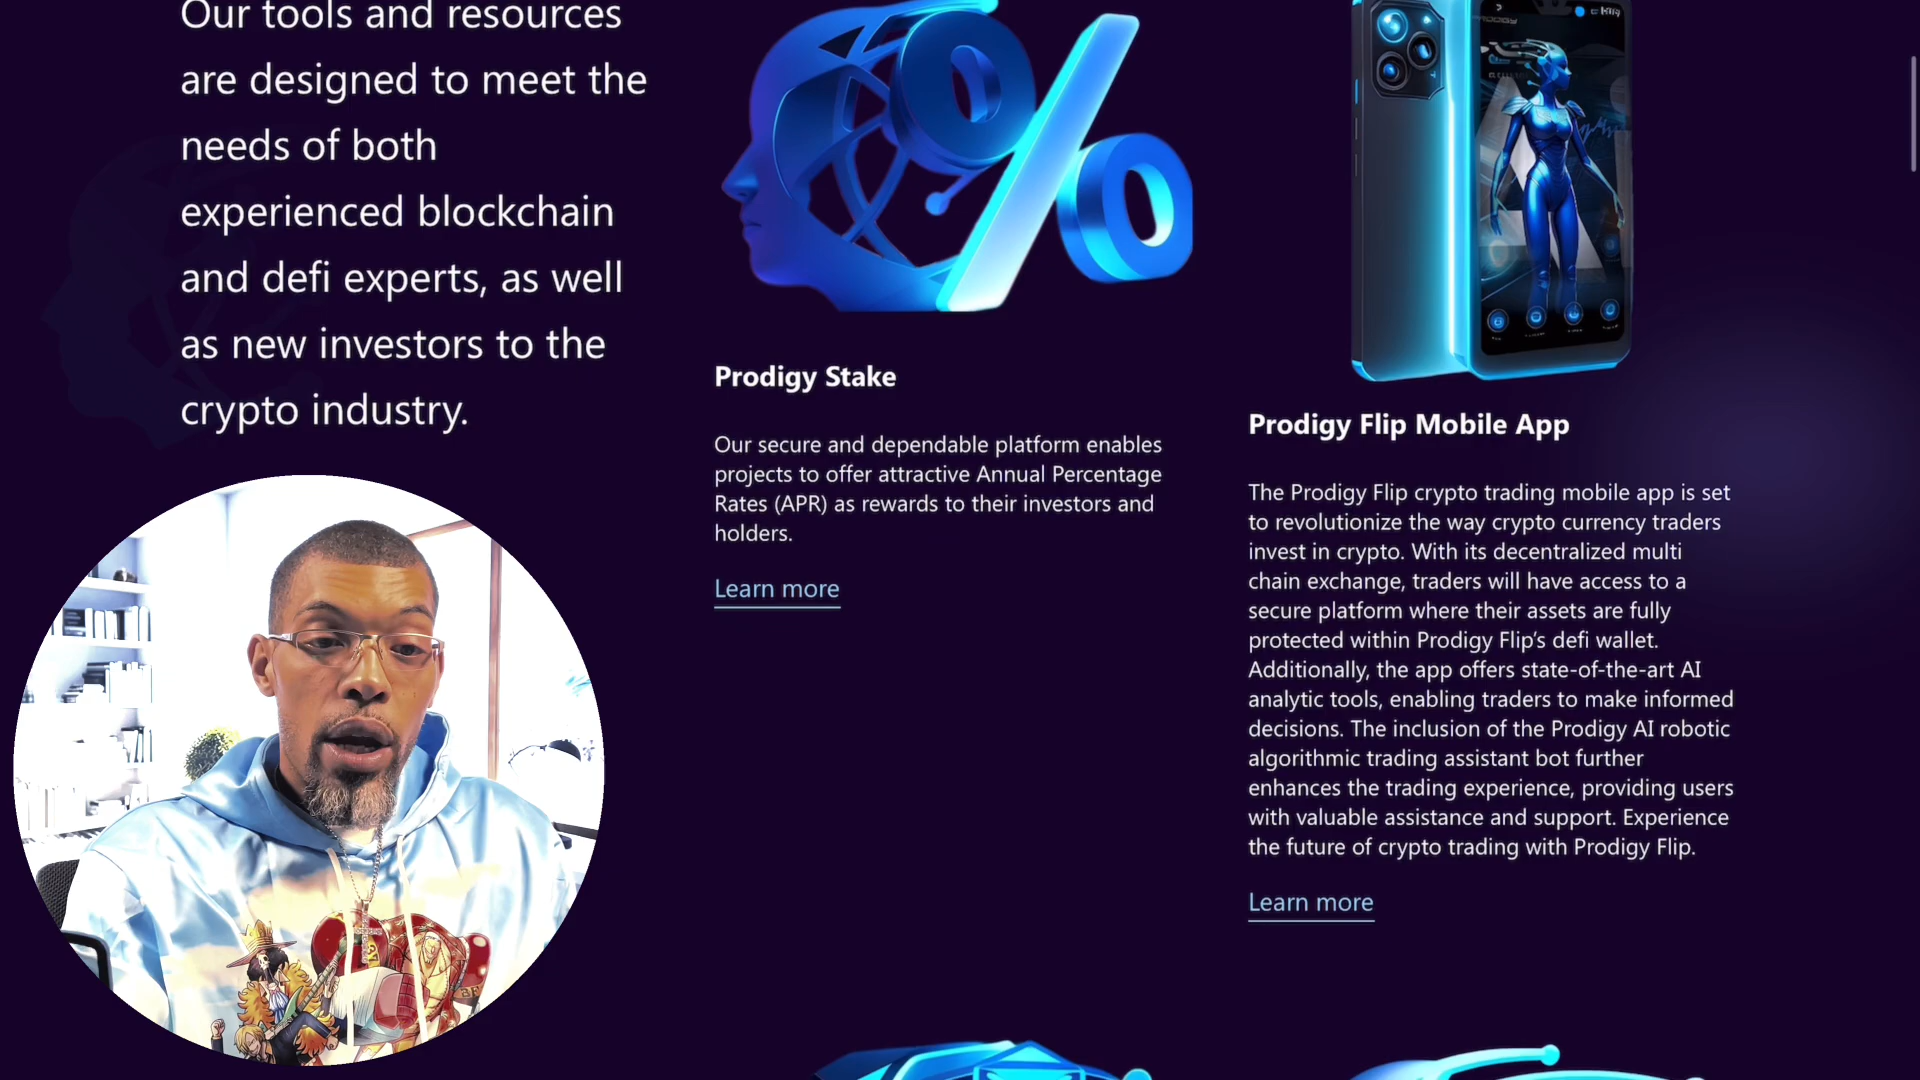 Our tools and resources
are designed to meet the
needs of both
experienced blockchain
and defi experts, as well
as new investors to the
crypto industry.
Prodigy Stake
Our secure and dependable platform enables
projects to offer attractive Annual Percentage
Rates (APR) as rewards to their investors and
holders.
Learn more
Prodigy Flip Mobile App
The Prodigy Flip crypto trading mobile app is set
to revolutionize the way crypto currency traders
invest in crypto. With its decentralized multi
chain exchange, traders will have access to a
secure platform where their assets are fully
protected within Prodigy Flip’s defi wallet.
Additionally, the app offers state-of-the-art AI
analytic tools, enabling traders to make informed
decisions. The inclusion of the Prodigy AI robotic
algorithmic trading assistant bot further
enhances the trading experience, providing users
with valuable assistance and support. Experience
the future of crypto trading with Prodigy Flip.
Learn more